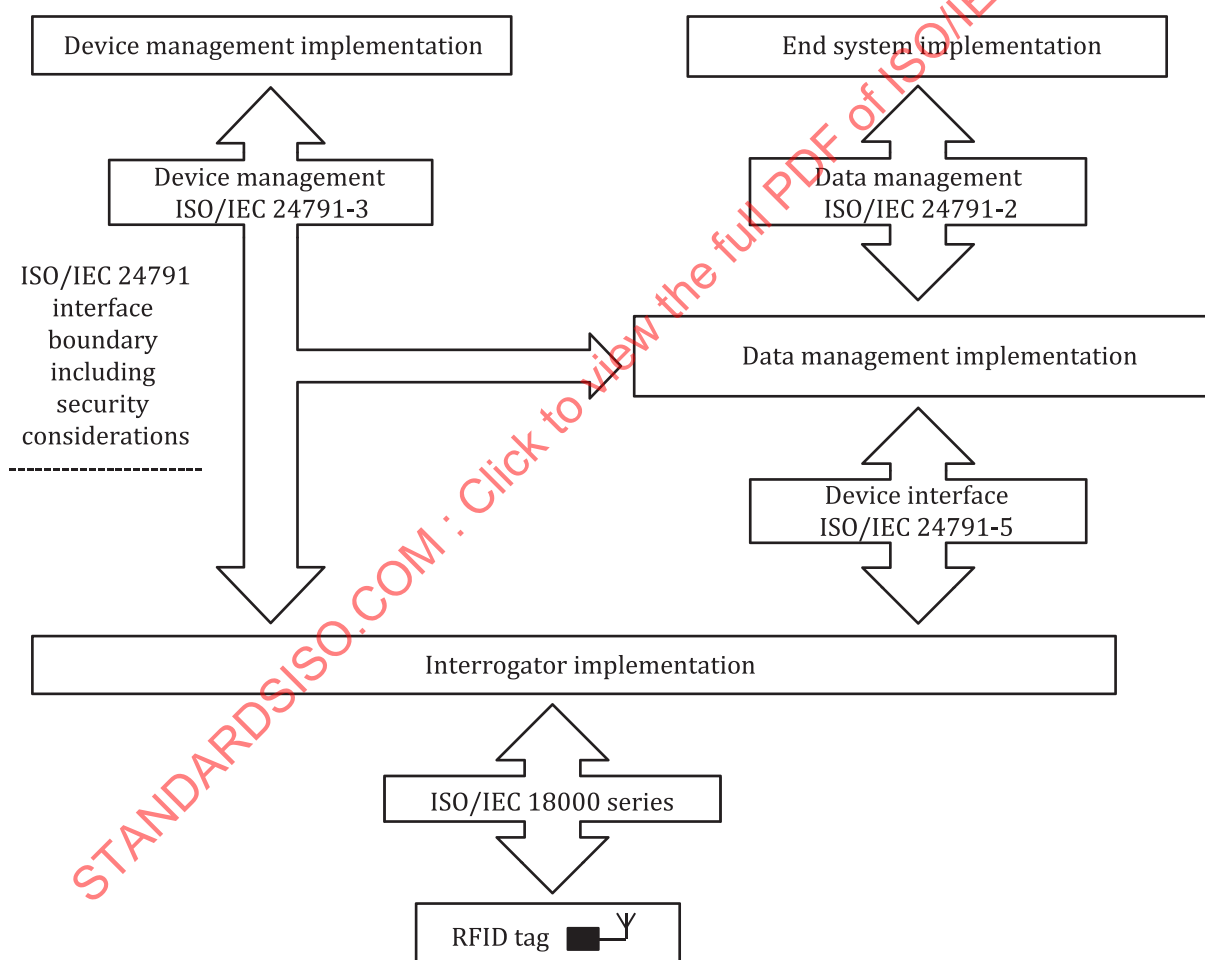 Device management implementation
End system implementation
Device management
ISO/IEC 24791-3
Data management
ISO/IEC 24791-2
ISO/IEC 24791
interface
boundary
including
security
considerations
Data management implementation
Device interface
ISO/IEC 24791-5
Interrogator implementation
ISO/IEC 18000 series
RFID tag
STANDARDSISO.COM : Click to view the full PDF of ISO/IE